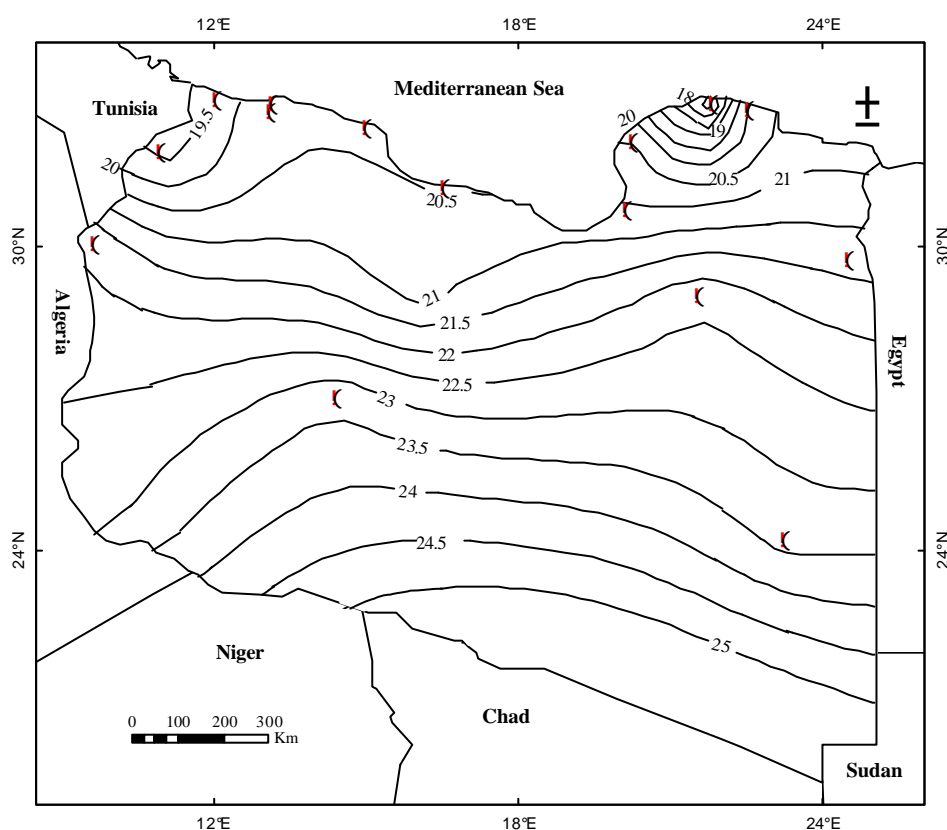 12°E 18°E 24°E
Mediterranean Sea
Tunisia
18
19.5
20
19
20
20.5
21
20.5
30°N
30°N
21
21.5
Algeria
Egypt
22
22.5
23
23.5
24
24.5
24°N
24°N
25
Niger
Chad
0 100 200 300
Km
Sudan
12°E 18°E 24°E